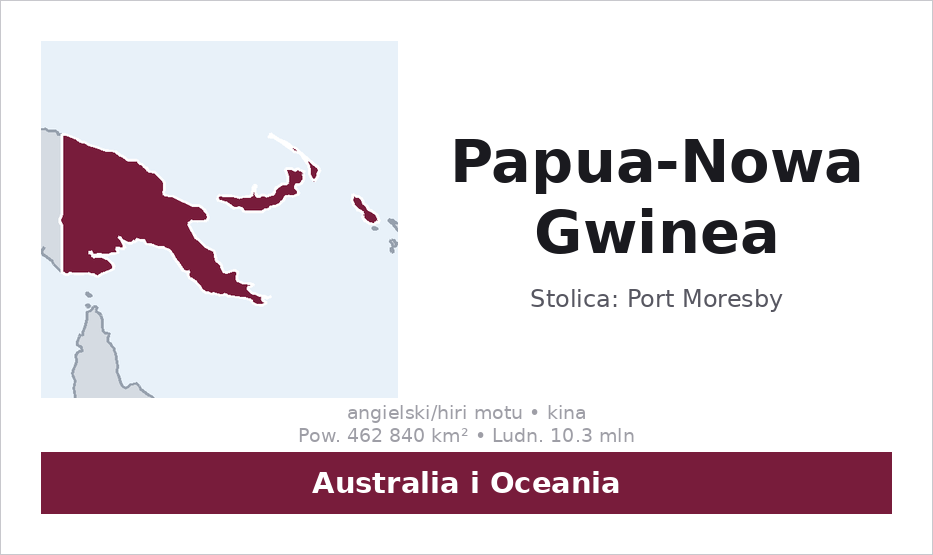 Papua-Nowa
Gwinea
Stolica: Port Moresby
angielski/hiri motu • kina
Pow. 462 840 km² • Ludn. 10.3 mln
Australia i Oceania